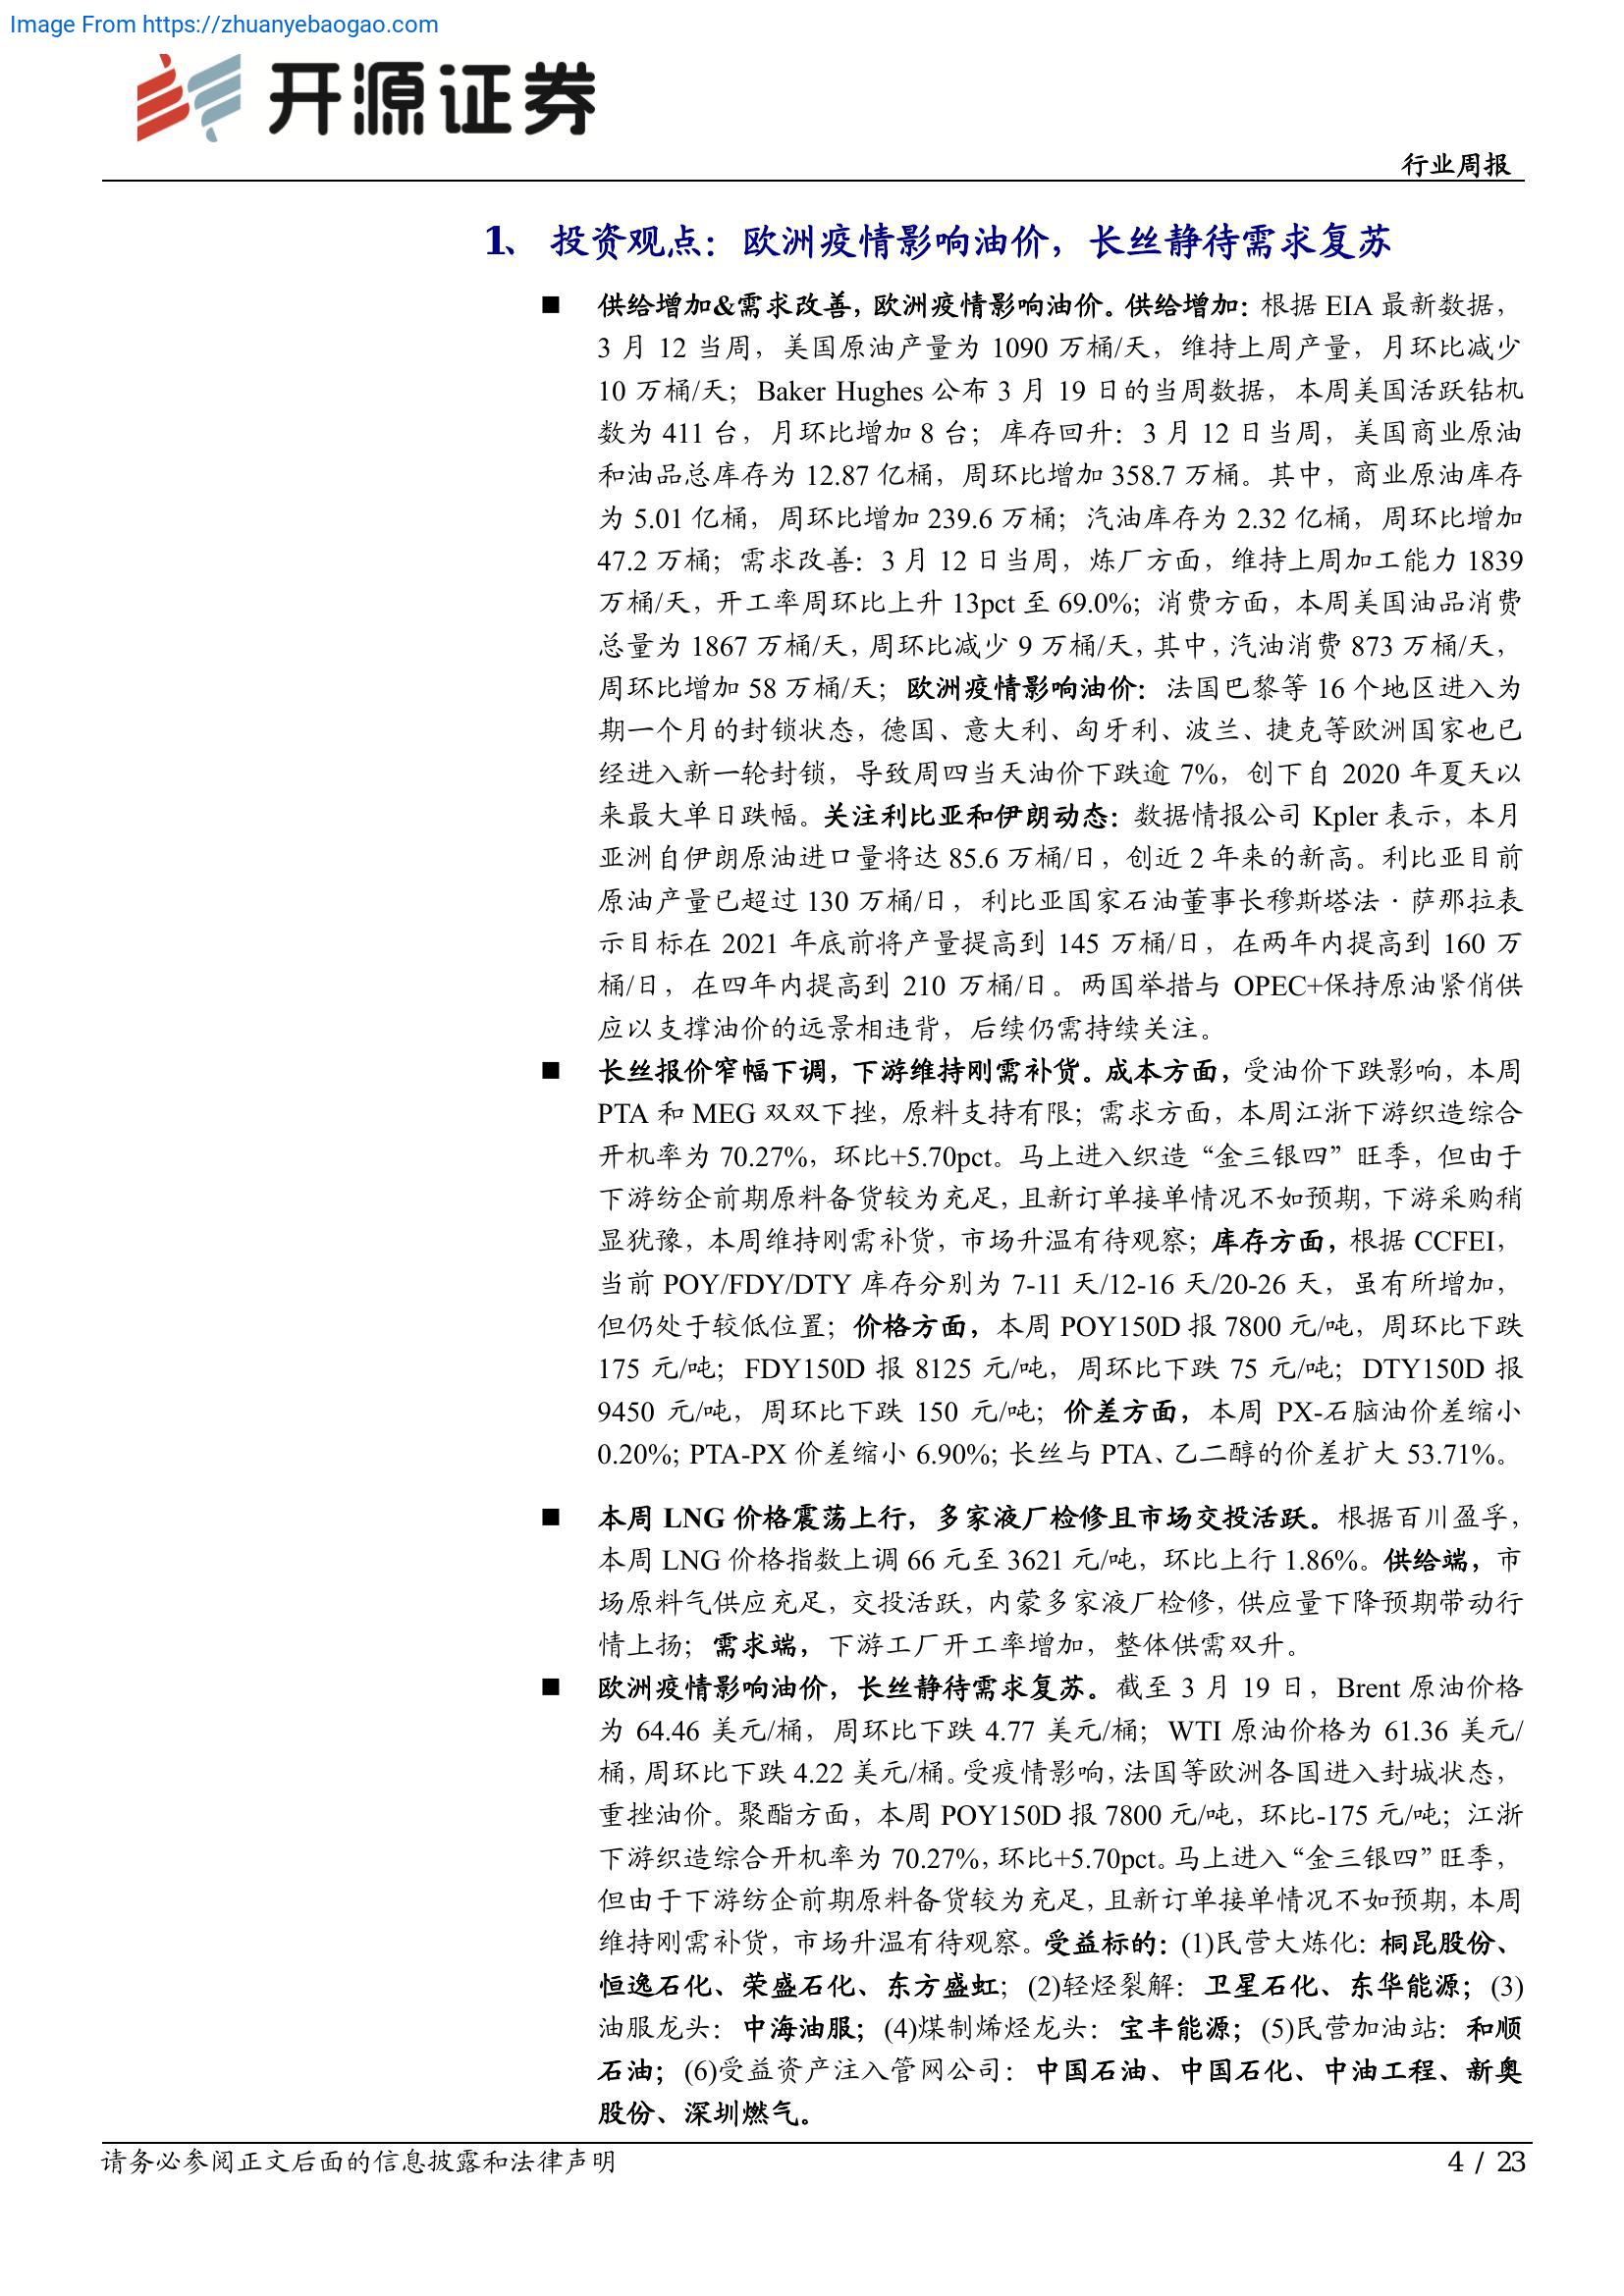 Image From https://zhuanyebaogao.com
开源证券
行业周报
1、 投资观点：欧洲疫情影响油价，长丝静待需求复苏
■ 供给增加&需求改善，欧洲疫情影响油价。供给增加：根据 EIA 最新数据，
3 月 12 当周，美国原油产量为 1090 万桶/天，维持上周产量，月环比减少
10 万桶/天；Baker Hughes 公布 3 月 19 日的当周数据，本周美国活跃钻机
数为 411 台，月环比增加 8 台；库存回升：3 月 12 日当周，美国商业原油
和油品总库存为 12.87 亿桶，周环比增加 358.7 万桶。其中，商业原油库存
为 5.01 亿桶，周环比增加 239.6 万桶；汽油库存为 2.32 亿桶，周环比增加
47.2 万桶；需求改善：3 月 12 日当周，炼厂方面，维持上周加工能力 1839
万桶/天，开工率周环比上升 13pct 至 69.0%；消费方面，本周美国油品消费
总量为 1867 万桶/天，周环比减少 9 万桶/天，其中，汽油消费 873 万桶/天，
周环比增加 58 万桶/天；欧洲疫情影响油价：法国巴黎等 16 个地区进入为
期一个月的封锁状态，德国、意大利、匈牙利、波兰、捷克等欧洲国家也已
经进入新一轮封锁，导致周四当天油价下跌逾 7%，创下自 2020 年夏天以
来最大单日跌幅。关注利比亚和伊朗动态：数据情报公司 Kpler 表示，本月
亚洲自伊朗原油进口量将达 85.6 万桶/日，创近 2 年来的新高。利比亚目前
原油产量已超过 130 万桶/日，利比亚国家石油董事长穆斯塔法·萨那拉表
示目标在 2021 年底前将产量提高到 145 万桶/日，在两年内提高到 160 万
桶/日，在四年内提高到 210 万桶/日。两国举措与 OPEC+保持原油紧俏供
应以支撑油价的远景相违背，后续仍需持续关注。
■ 长丝报价窄幅下调，下游维持刚需补货。成本方面，受油价下跌影响，本周
PTA 和 MEG 双双下挫，原料支持有限；需求方面，本周江浙下游织造综合
开机率为 70.27%，环比+5.70pct。马上进入织造“金三银四”旺季，但由于
下游纺企前期原料备货较为充足，且新订单接单情况不如预期，下游采购稍
显犹豫，本周维持刚需补货，市场升温有待观察；库存方面，根据 CCFEI，
当前 POY/FDY/DTY 库存分别为 7-11 天/12-16 天/20-26 天，虽有所增加，
但仍处于较低位置；价格方面，本周 POY150D 报 7800 元/吨，周环比下跌
175 元/吨；FDY150D 报 8125 元/吨，周环比下跌 75 元/吨；DTY150D 报
9450 元/吨，周环比下跌 150 元/吨；价差方面，本周 PX-石脑油价差缩小
0.20%；PTA-PX 价差缩小 6.90%；长丝与 PTA、乙二醇的价差扩大 53.71%。
■ 本周 LNG 价格震荡上行，多家液厂检修且市场交投活跃。根据百川盈孚，
本周 LNG 价格指数上调 66 元至 3621 元/吨，环比上行 1.86%。供给端，市
场原料气供应充足，交投活跃，内蒙多家液厂检修，供应量下降预期带动行
情上扬；需求端，下游工厂开工率增加，整体供需双升。
■ 欧洲疫情影响油价，长丝静待需求复苏。截至 3 月 19 日，Brent 原油价格
为 64.46 美元/桶，周环比下跌 4.77 美元/桶；WTI 原油价格为 61.36 美元/
桶，周环比下跌 4.22 美元/桶。受疫情影响，法国等欧洲各国进入封城状态，
重挫油价。聚酯方面，本周 POY150D 报 7800 元/吨，环比-175 元/吨；江浙
下游织造综合开机率为 70.27%，环比+5.70pct。马上进入“金三银四”旺季，
但由于下游纺企前期原料备货较为充足，且新订单接单情况不如预期，本周
维持刚需补货，市场升温有待观察。受益标的：(1)民营大炼化：桐昆股份、
恒逸石化、荣盛石化、东方盛虹；(2)轻烃裂解：卫星石化、东华能源；(3)
油服龙头：中海油服；(4)煤制烯烃龙头：宝丰能源；(5)民营加油站：和顺
石油；(6)受益资产注入管网公司：中国石油、中国石化、中油工程、新奥
股份、深圳燃气。
请务必参阅正文后面的信息披露和法律声明
4 / 23